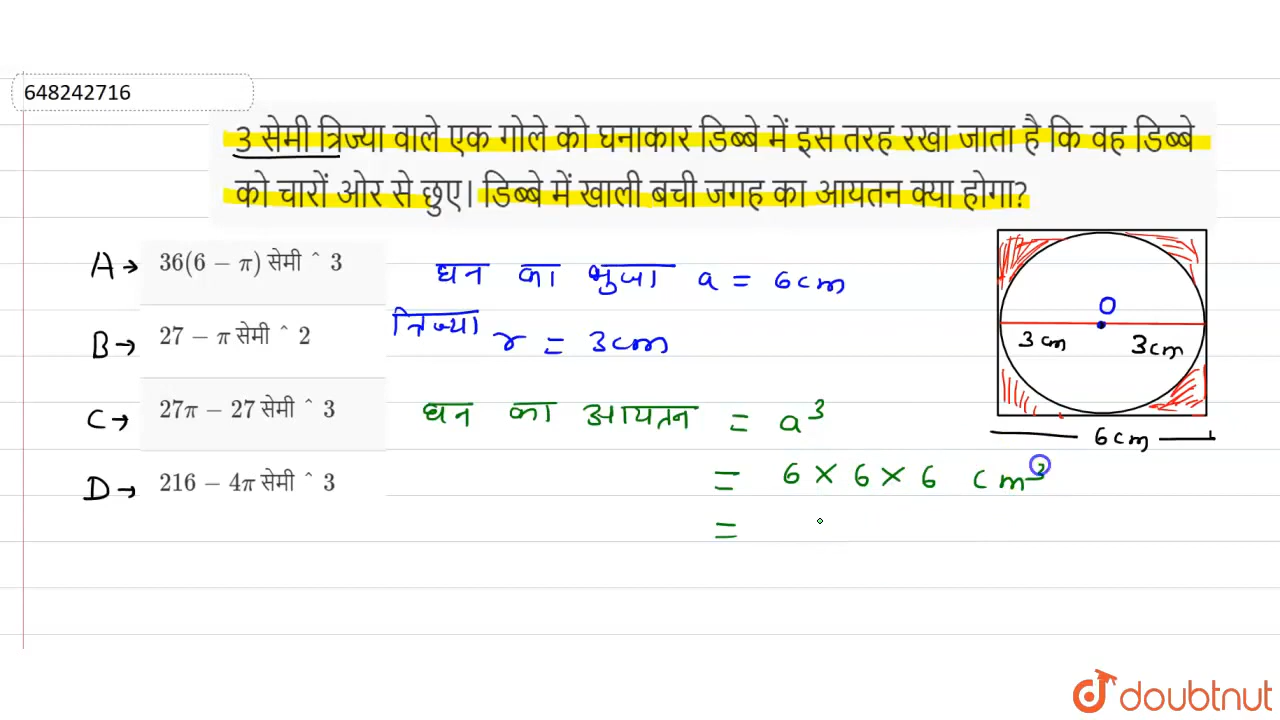 648242716
3 सेमी त्रिज्या वाले एक गोले को घनाकार डिब्बे में इस तरह रखा जाता है कि वह डिब्बे
को चारों ओर से छुए। डिब्बे में खाली बची जगह का आयतन क्या होगा?
A → 36(6 − π) सेमी ^ 3
B → 27 − π सेमी ^ 2
C → 27π − 27 सेमी ^ 3
D → 216 − 4π सेमी ^ 3
घन का भुजा a = 6cm
त्रिज्या r = 3cm
घन का आयतन = a³
= 6 × 6 × 6 cm³
=
O
3 cm 3cm
6cm
doubtnut